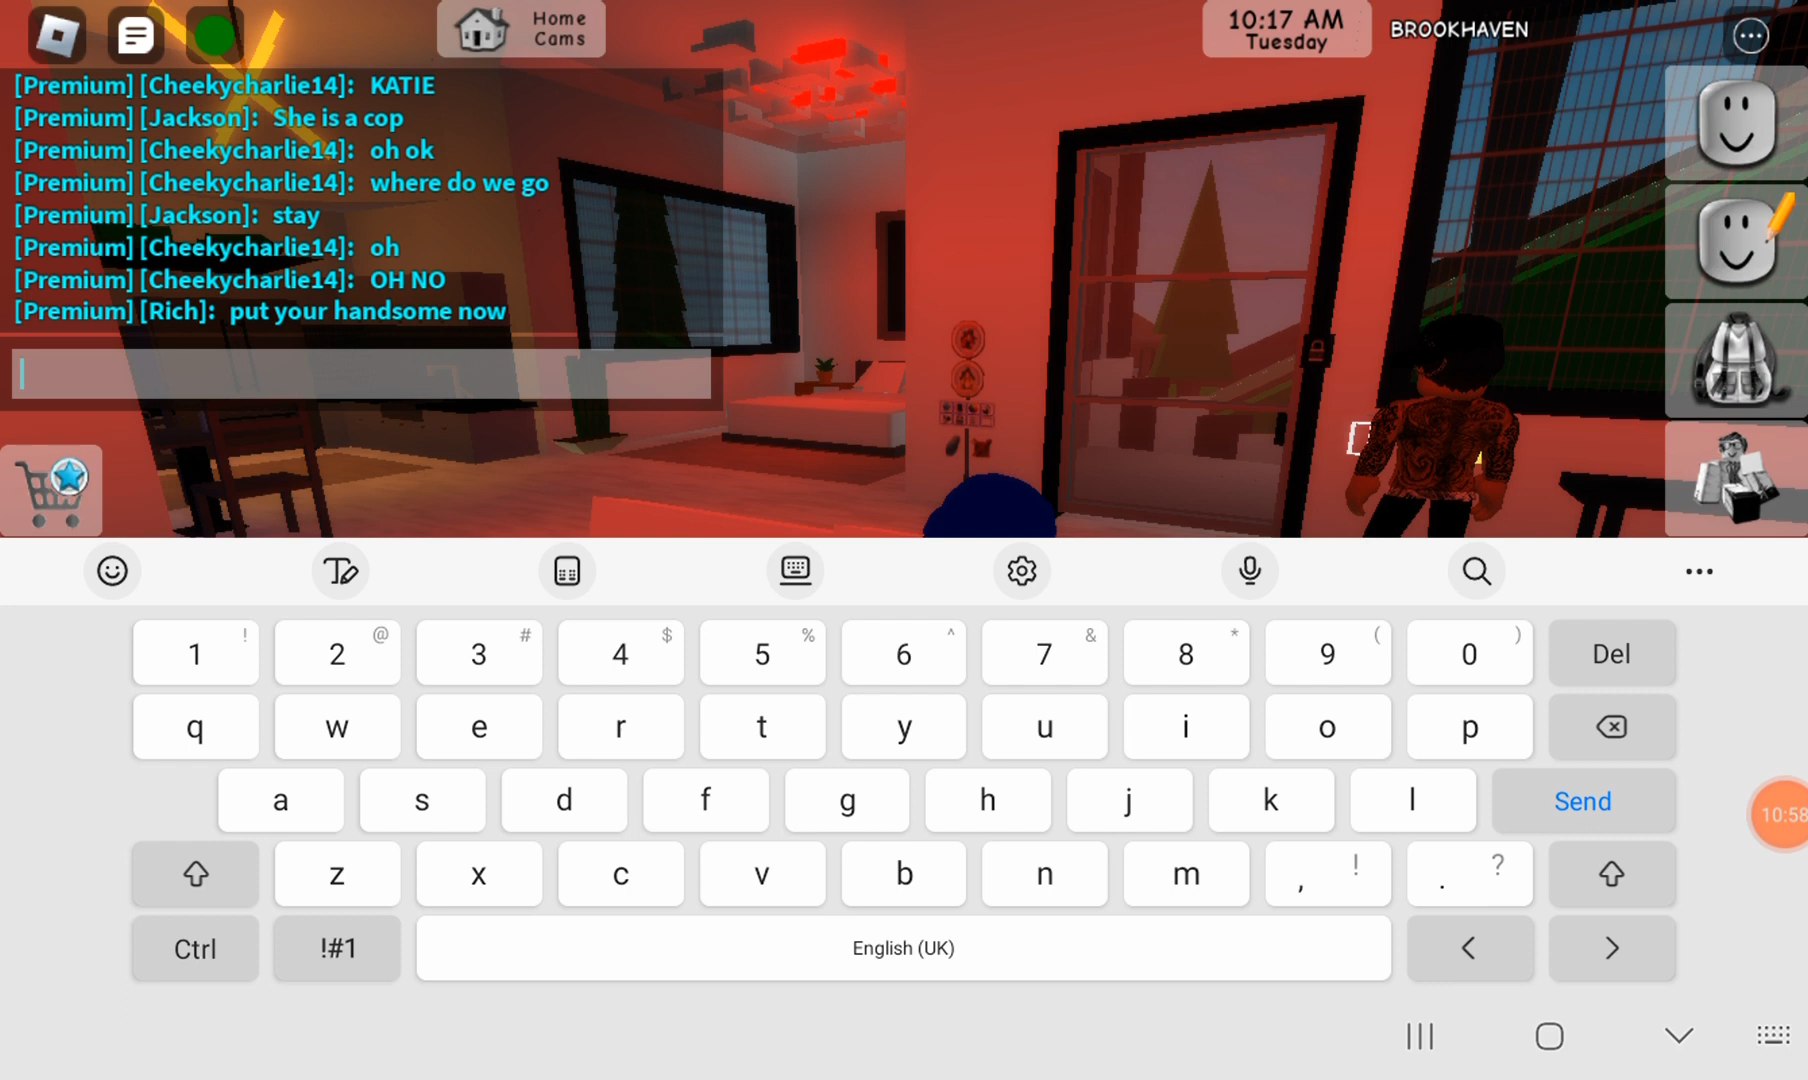 Home
Cams
10:17 AM
Tuesday
BROOKHAVEN
[Premium] [Cheekycharlie14]: KATIE
[Premium] [Jackson]: She is a cop
[Premium] [Cheekycharlie14]: oh ok
[Premium] [Cheekycharlie14]: where do we go
[Premium] [Jackson]: stay
[Premium] [Cheekycharlie14]: oh
[Premium] [Cheekycharlie14]: OH NO
[Premium] [Rich]: put your handsome now
1 ! 2 @ 3 # 4 $ 5 % 6 ^ 7 & 8 * 9 ( 0 ) Del
q w e r t y u i o p
a s d f g h j k l Send
10:58
z x c v b n m , ! . ?
Ctrl !#1 English (UK) < >